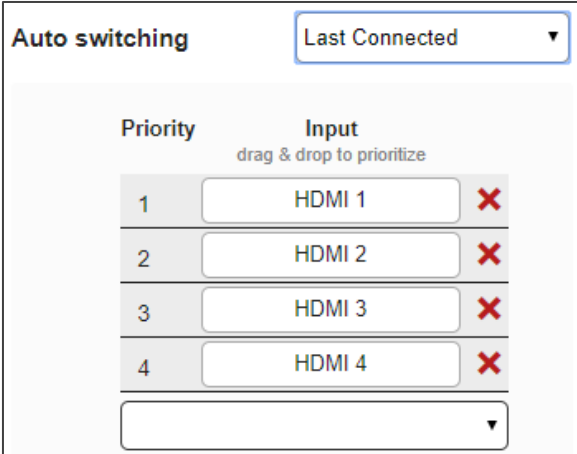 Auto switching Last Connected
Priority Input
drag & drop to prioritize
1 HDMI 1
2 HDMI 2
3 HDMI 3
4 HDMI 4